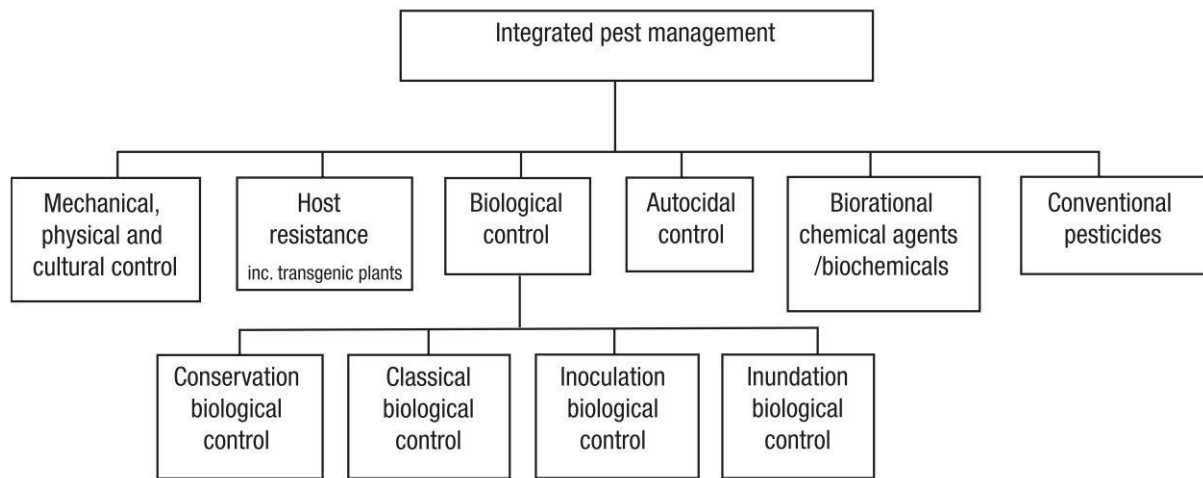 Integrated pest management
Mechanical,
physical and
cultural control
Host
resistance
inc. transgenic plants
Biological
control
Autocidal
control
Biorational
chemical agents
/biochemicals
Conventional
pesticides
Conservation
biological
control
Classical
biological
control
Inoculation
biological
control
Inundation
biological
control